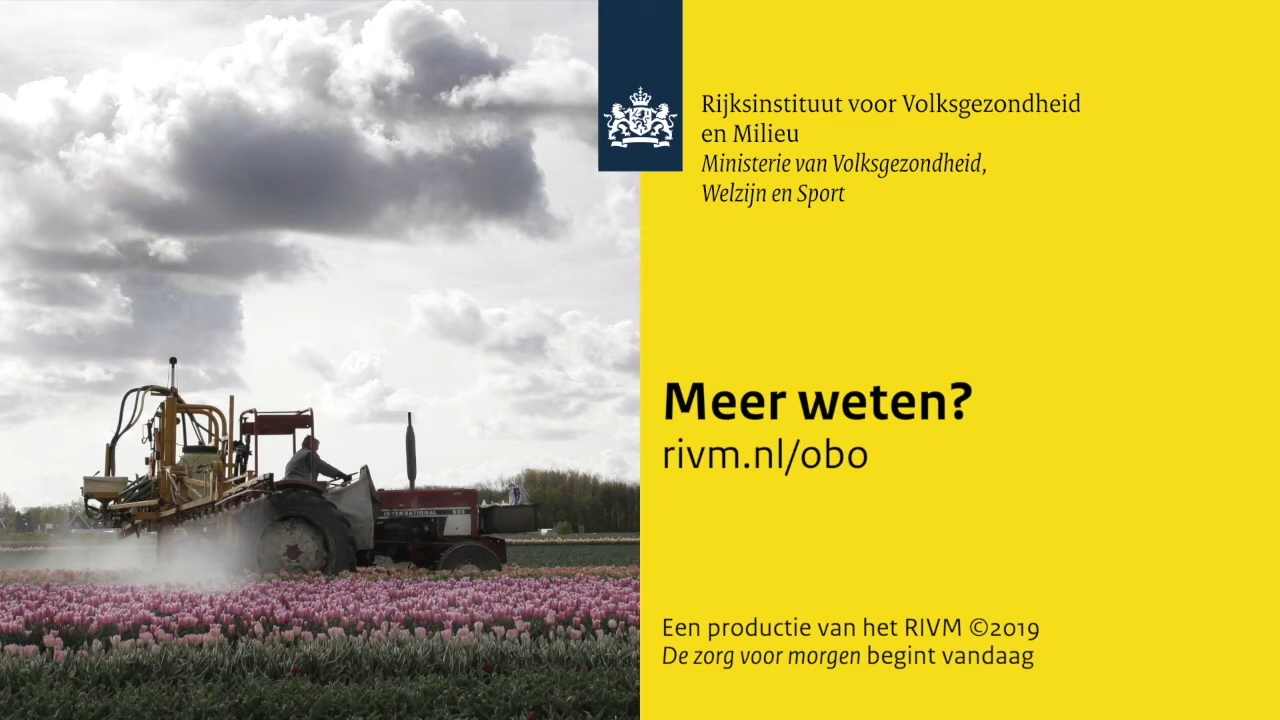 Rijksinstituut voor Volksgezondheid
en Milieu
Ministerie van Volksgezondheid,
Welzijn en Sport
Meer weten?
rivm.nl/obo
INTERNATIONAL
Een productie van het RIVM ©2019
De zorg voor morgen begint vandaag